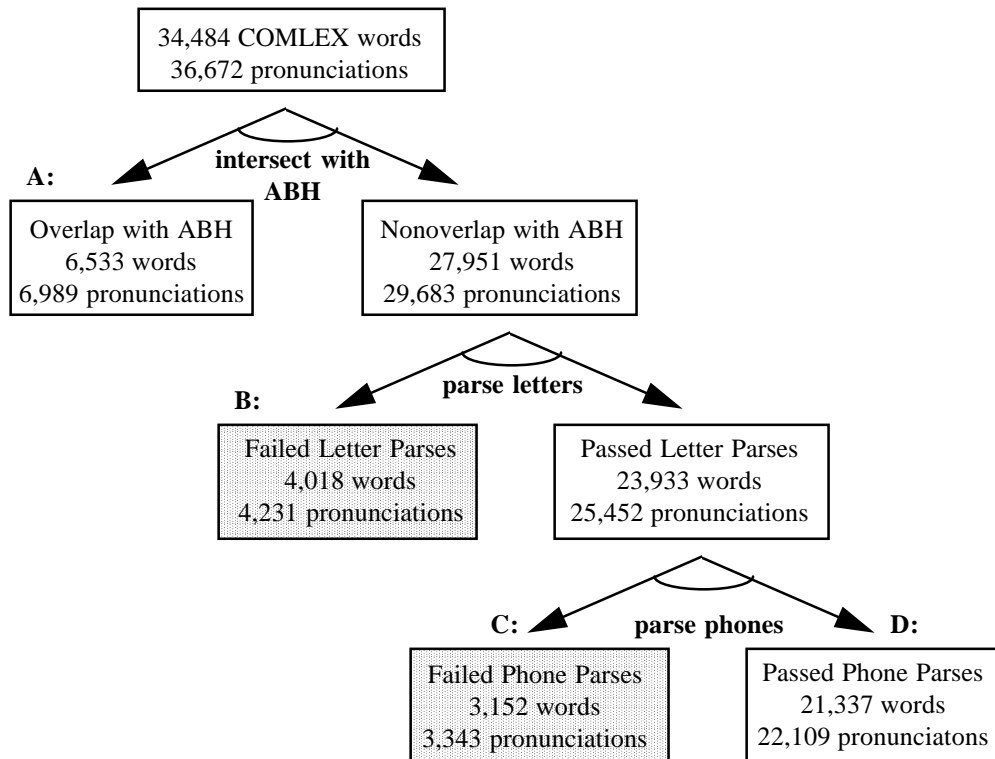 34,484 COMLEX words
36,672 pronunciations
intersect with
ABH
A:
Overlap with ABH
6,533 words
6,989 pronunciations
Nonoverlap with ABH
27,951 words
29,683 pronunciations
parse letters
B:
Failed Letter Parses
4,018 words
4,231 pronunciations
Passed Letter Parses
23,933 words
25,452 pronunciations
C:
parse phones
D:
Failed Phone Parses
3,152 words
3,343 pronunciations
Passed Phone Parses
21,337 words
22,109 pronunciatons